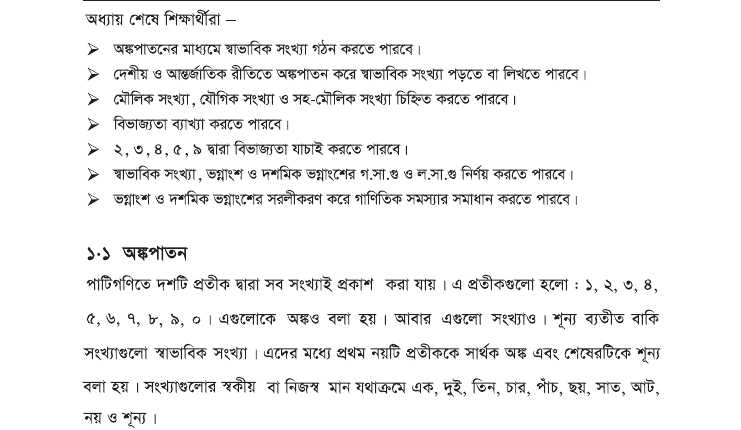 অধ্যায় শেষে শিক্ষার্থীরা –
➢ অঙ্কপাতনের মাধ্যমে স্বাভাবিক সংখ্যা গঠন করতে পারবে।
➢ দেশীয় ও আন্তর্জাতিক রীতিতে অঙ্কপাতন করে স্বাভাবিক সংখ্যা পড়তে বা লিখতে পারবে।
➢ মৌলিক সংখ্যা, যৌগিক সংখ্যা ও সহ-মৌলিক সংখ্যা চিহ্নিত করতে পারবে।
➢ বিভাজ্যতা ব্যাখ্যা করতে পারবে।
➢ ২, ৩, ৪, ৫, ৯ দ্বারা বিভাজ্যতা যাচাই করতে পারবে।
➢ স্বাভাবিক সংখ্যা, ভগ্নাংশ ও দশমিক ভগ্নাংশের গ.সা.গু ও ল.সা.গু নির্ণয় করতে পারবে।
➢ ভগ্নাংশ ও দশমিক ভগ্নাংশের সরলীকরণ করে গাণিতিক সমস্যার সমাধান করতে পারবে।
১·১ অঙ্কপাতন
পাটিগণিতে দশটি প্রতীক দ্বারা সব সংখ্যাই প্রকাশ করা যায়। এ প্রতীকগুলো হলো : ১, ২, ৩, ৪,
৫, ৬, ৭, ৮, ৯, ০। এগুলোকে অঙ্কও বলা হয়। আবার এগুলো সংখ্যাও। শূন্য ব্যতীত বাকি
সংখ্যাগুলো স্বাভাবিক সংখ্যা। এদের মধ্যে প্রথম নয়টি প্রতীককে সার্থক অঙ্ক এবং শেষেরটিকে শূন্য
বলা হয়। সংখ্যাগুলোর স্বকীয় বা নিজস্ব মান যথাক্রমে এক, দুই, তিন, চার, পাঁচ, ছয়, সাত, আট,
নয় ও শূন্য।